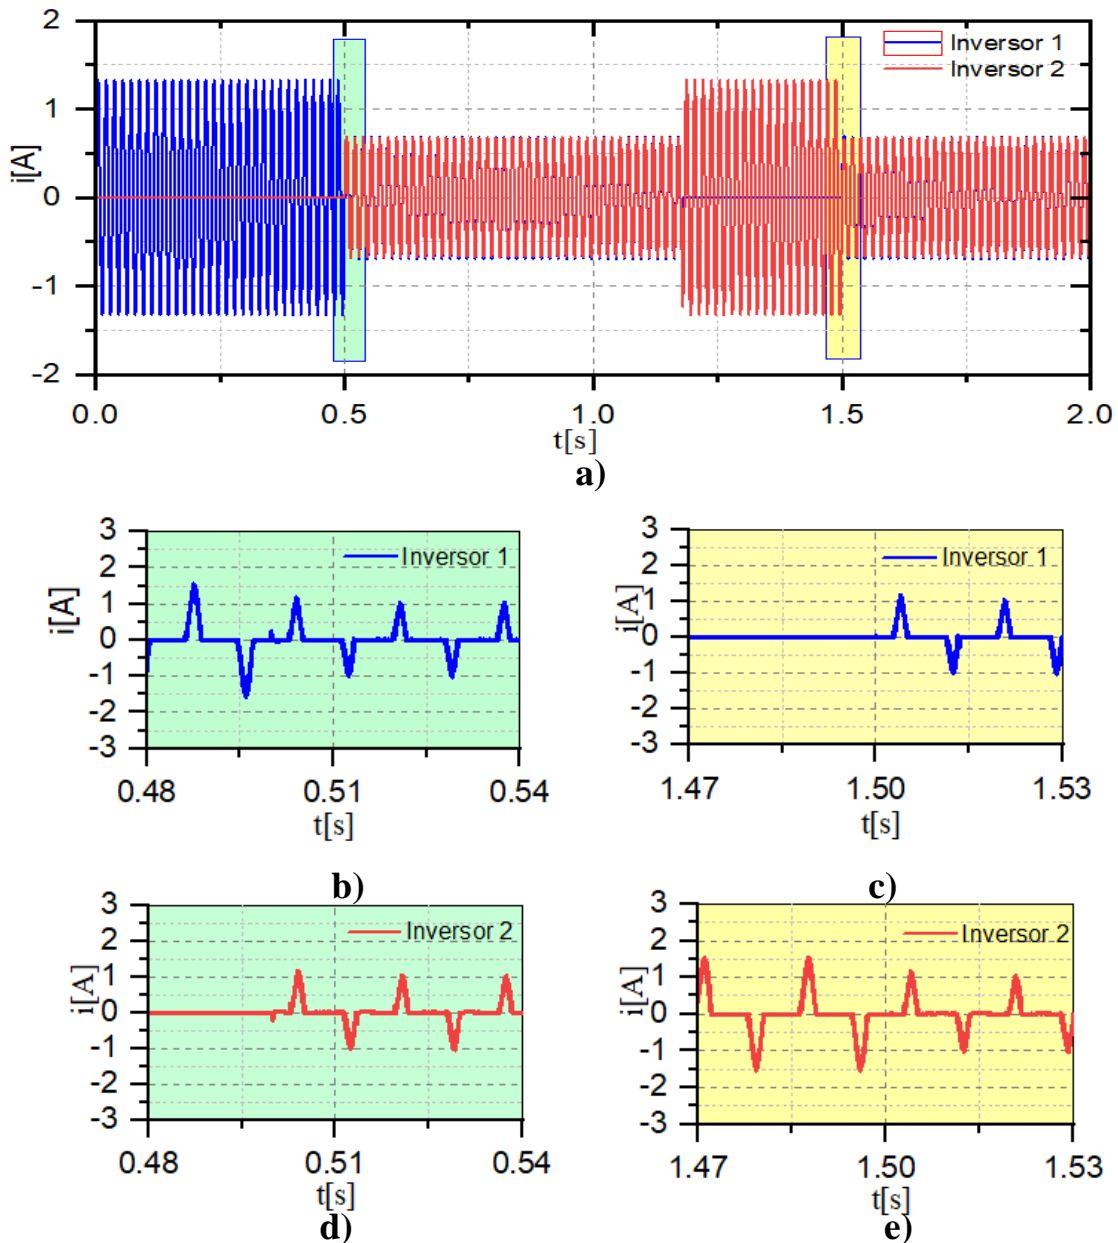 2
1
0
-1
-2
i[A]
Inversor 1
Inversor 2
0.0 0.5 1.0 1.5 2.0
t[s]
a)
3
2
1
0
-1
-2
-3
i[A]
Inversor 1
0.48 0.51 0.54
t[s]
b)
3
2
1
0
-1
-2
-3
i[A]
Inversor 1
1.47 1.50 1.53
t[s]
c)
3
2
1
0
-1
-2
-3
i[A]
Inversor 2
0.48 0.51 0.54
t[s]
d)
3
2
1
0
-1
-2
-3
i[A]
Inversor 2
1.47 1.50 1.53
t[s]
e)